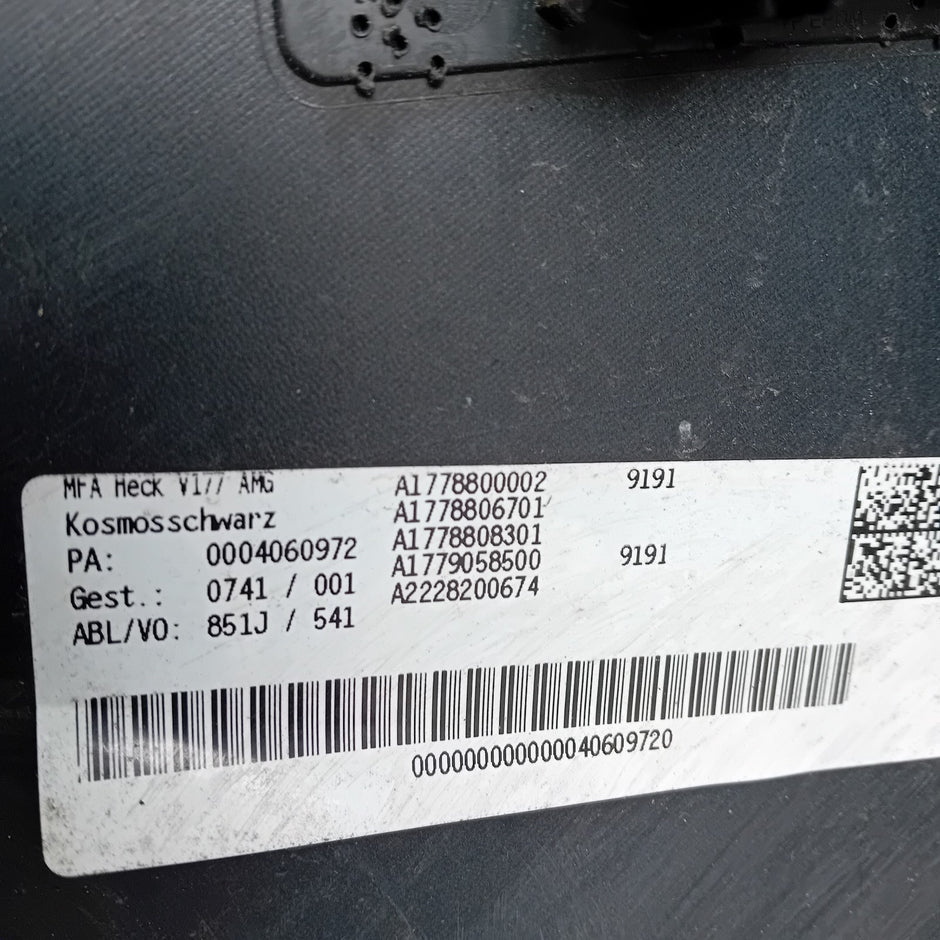 MFA Heck V177 AMG
Kosmosschwarz
PA: 0004060972
Gest.: 0741 / 001
ABL/VO: 851J / 541
A1778800002 9191
A1778806701
A1778808301
A1779058500 9191
A2228200674
00000000000040609720